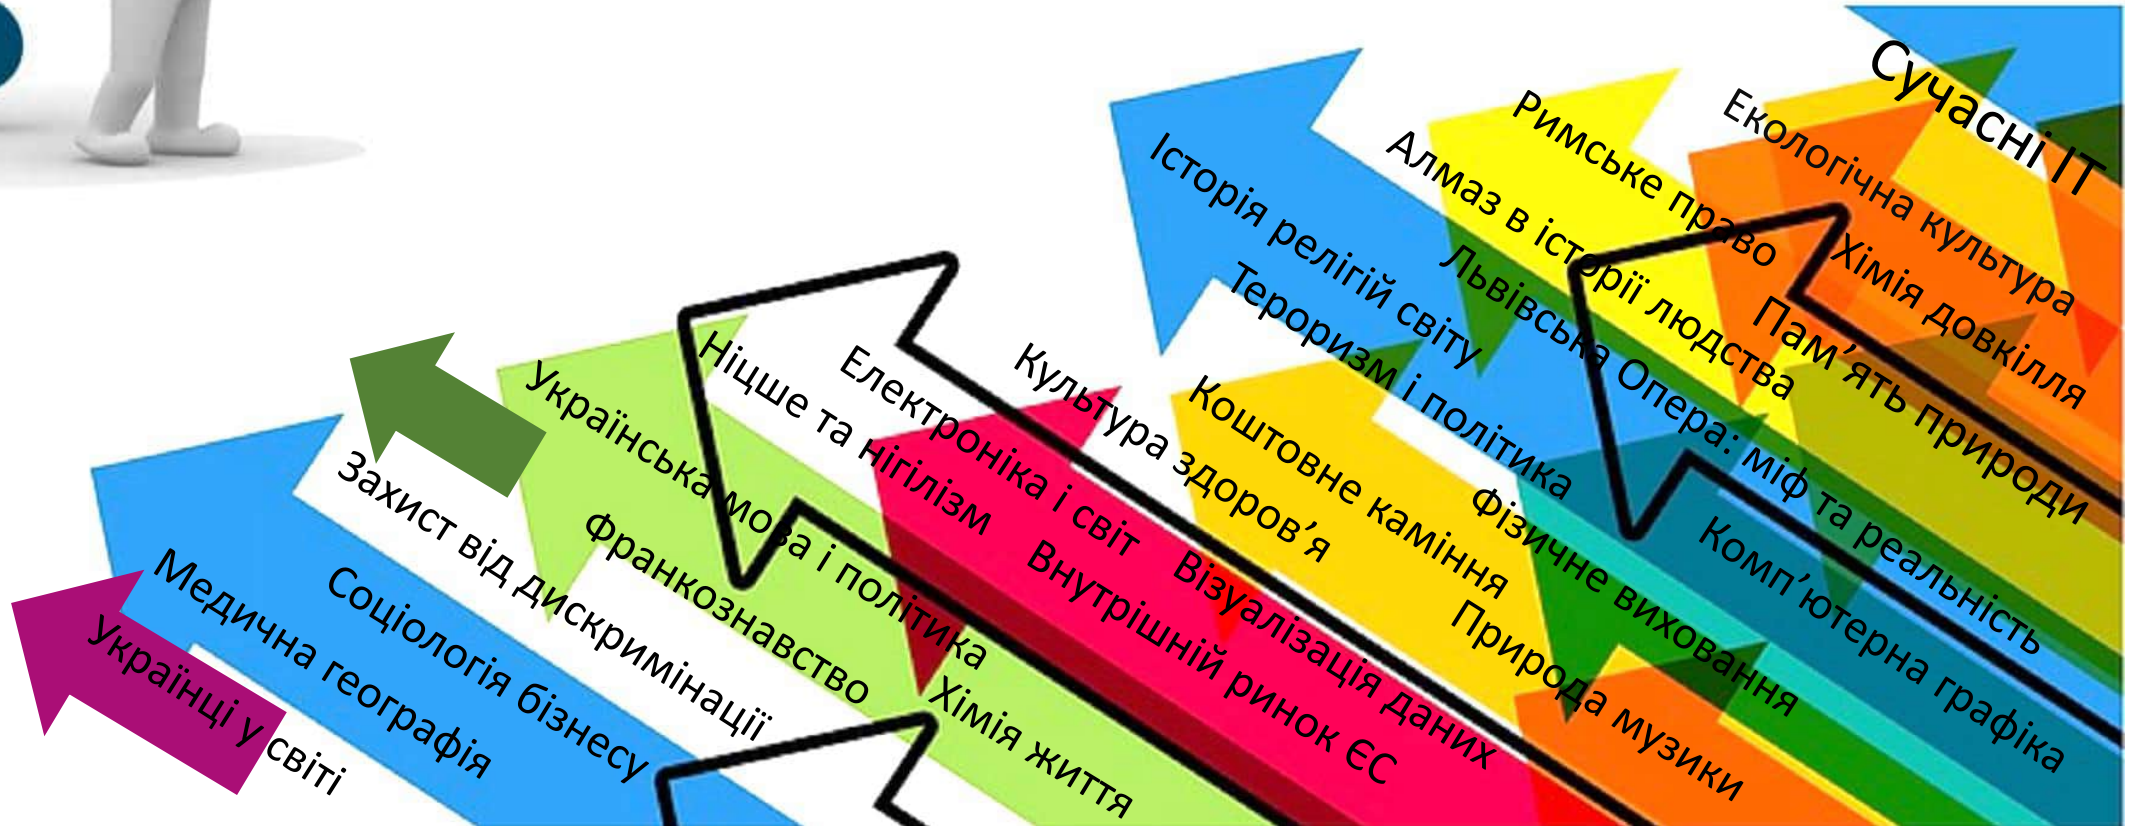 Сучасні ІТ
Екологічна культура
Римське право
Хімія довкілля
Алмаз в історії людства
Пам’ять природи
Історія релігій світу
Львівська Опера: міф та реальність
Тероризм і політика
Комп’ютерна графіка
Культура здоров’я
Коштовне каміння
Фізичне виховання
Електроніка і світ
Ніцше та нігілізм
Природа музики
Візуалізація даних
Внутрішній ринок ЄС
Українська мова і політика
Франкознавство
Хімія життя
Захист від дискримінації
Соціологія бізнесу
Медична географія
Українці у світі